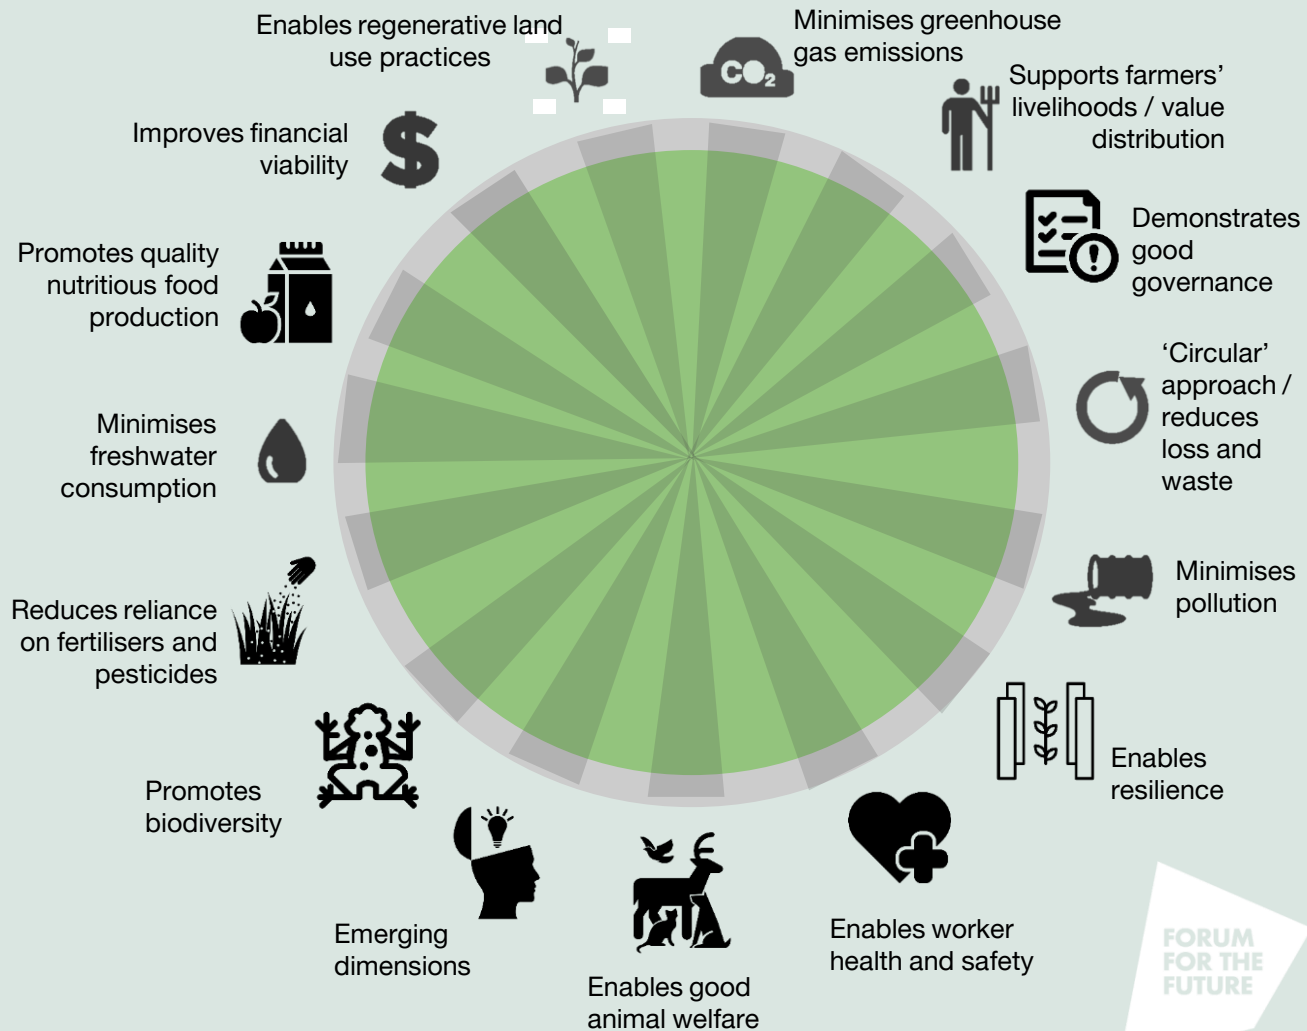 Enables regenerative land
use practices
Minimises greenhouse
gas emissions
CO2
Supports farmers’
livelihoods / value
distribution
Demonstrates
good
governance
‘Circular’
approach /
reduces
loss and
waste
Minimises
pollution
Enables
resilience
Enables worker
health and safety
Enables good
animal welfare
Emerging
dimensions
Promotes
biodiversity
Reduces reliance
on fertilisers and
pesticides
Minimises
freshwater
consumption
Promotes quality
nutritious food
production
Improves financial
viability
$
FORUM
FOR THE
FUTURE